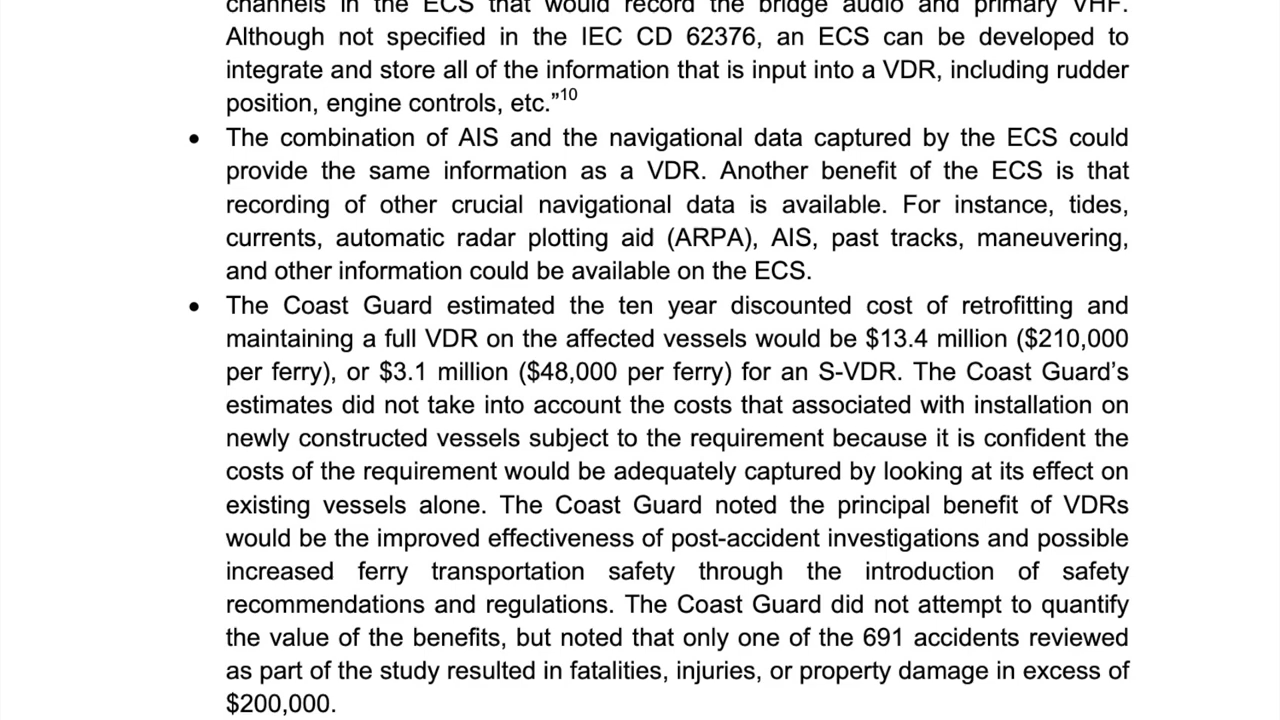 channels in the ECS that would record the bridge audio and primary VHF.
Although not specified in the IEC CD 62376, an ECS can be developed to
integrate and store all of the information that is input into a VDR, including rudder
position, engine controls, etc.”10
• The combination of AIS and the navigational data captured by the ECS could
provide the same information as a VDR. Another benefit of the ECS is that
recording of other crucial navigational data is available. For instance, tides,
currents, automatic radar plotting aid (ARPA), AIS, past tracks, maneuvering,
and other information could be available on the ECS.
• The Coast Guard estimated the ten year discounted cost of retrofitting and
maintaining a full VDR on the affected vessels would be $13.4 million ($210,000
per ferry), or $3.1 million ($48,000 per ferry) for an S-VDR. The Coast Guard’s
estimates did not take into account the costs that associated with installation on
newly constructed vessels subject to the requirement because it is confident the
costs of the requirement would be adequately captured by looking at its effect on
existing vessels alone. The Coast Guard noted the principal benefit of VDRs
would be the improved effectiveness of post-accident investigations and possible
increased ferry transportation safety through the introduction of safety
recommendations and regulations. The Coast Guard did not attempt to quantify
the value of the benefits, but noted that only one of the 691 accidents reviewed
as part of the study resulted in fatalities, injuries, or property damage in excess of
$200,000.